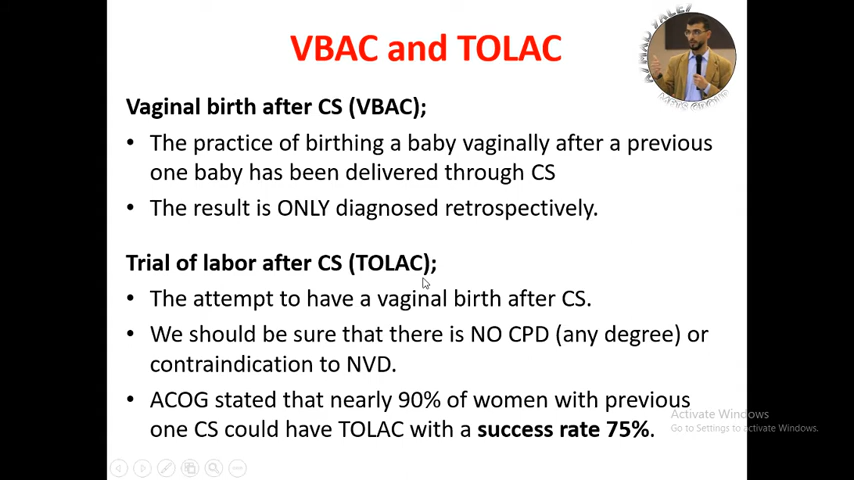 VBAC and TOLAC
Vaginal birth after CS (VBAC);
• The practice of birthing a baby vaginally after a previous
one baby has been delivered through CS
• The result is ONLY diagnosed retrospectively.
Trial of labor after CS (TOLAC);
• The attempt to have a vaginal birth after CS.
• We should be sure that there is NO CPD (any degree) or
contraindication to NVD.
• ACOG stated that nearly 90% of women with previous
one CS could have TOLAC with a success rate 75%.
Activate Windows
Go to Settings to activate Windows.